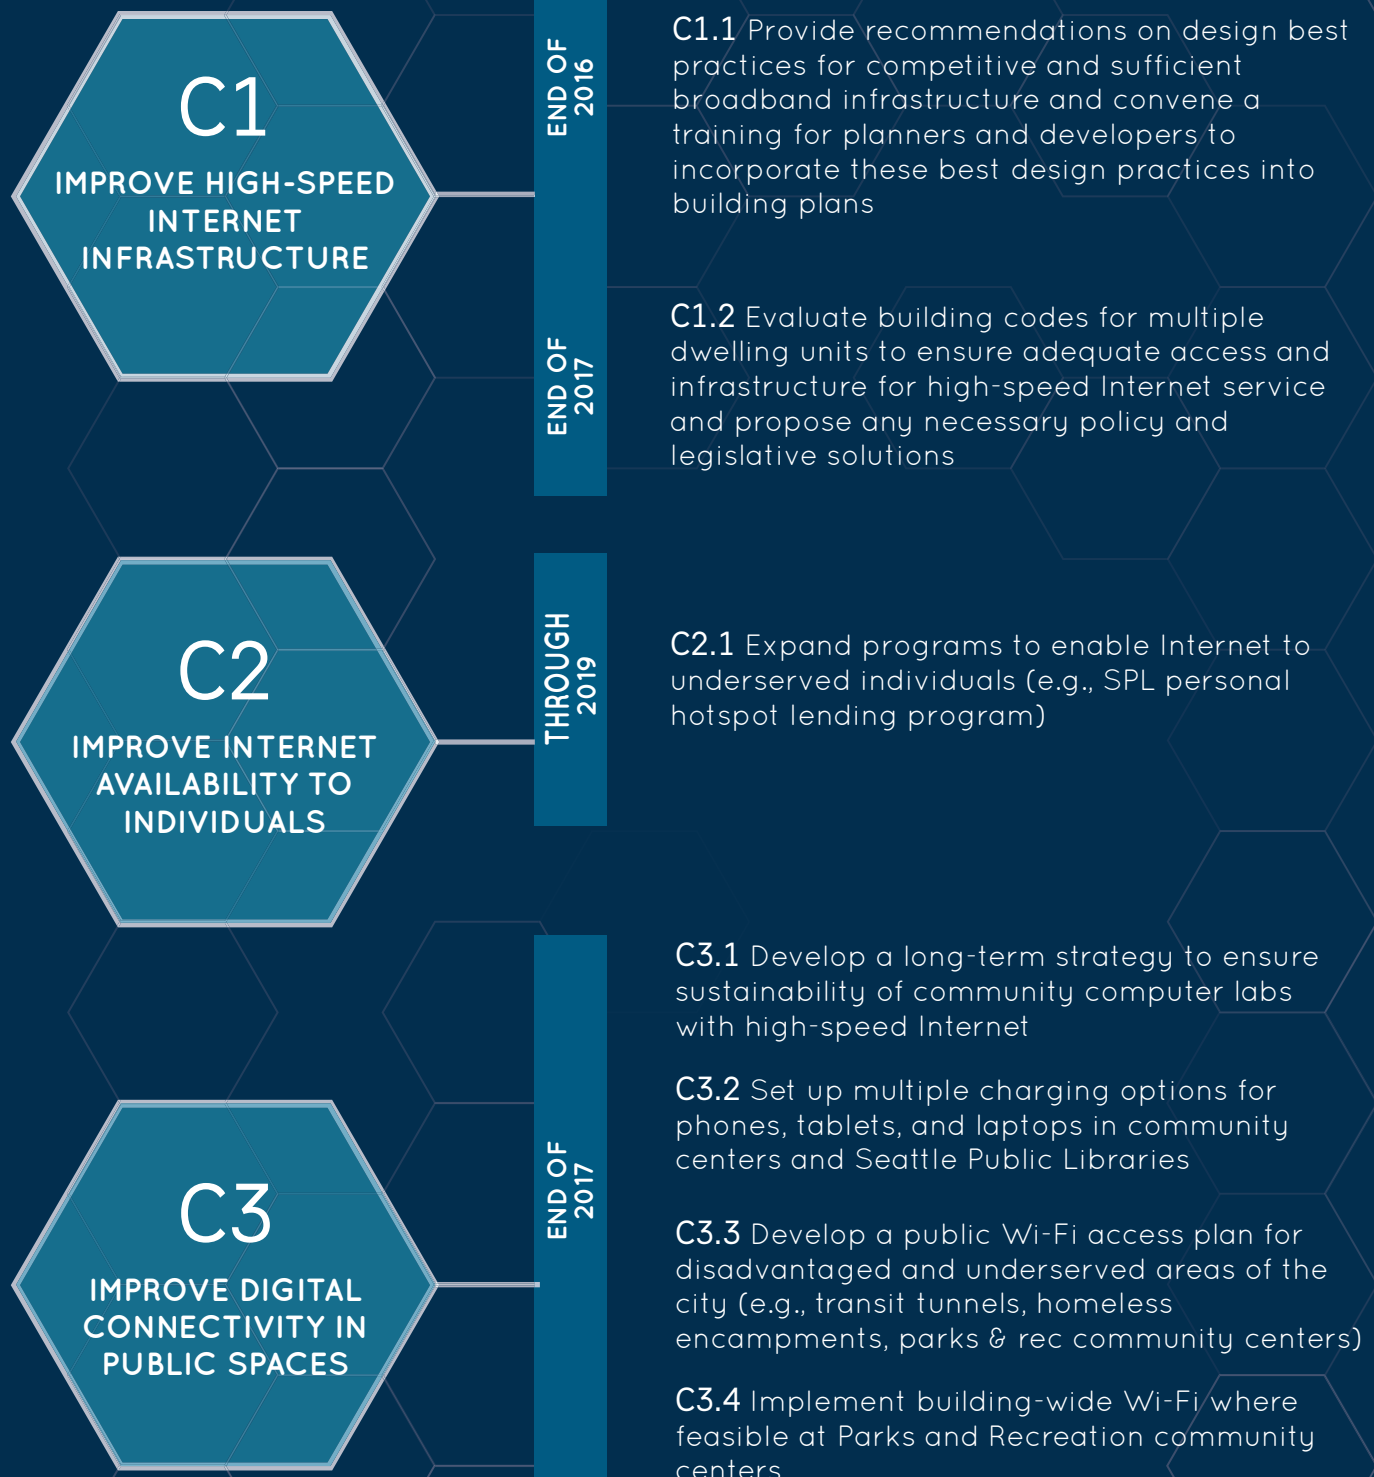 C1
IMPROVE HIGH-SPEED
INTERNET
INFRASTRUCTURE
END OF
2016
C1.1 Provide recommendations on design best
practices for competitive and sufficient
broadband infrastructure and convene a
training for planners and developers to
incorporate these best design practices into
building plans
END OF
2017
C1.2 Evaluate building codes for multiple
dwelling units to ensure adequate access and
infrastructure for high-speed Internet service
and propose any necessary policy and
legislative solutions
C2
IMPROVE INTERNET
AVAILABILITY TO
INDIVIDUALS
THROUGH
2019
C2.1 Expand programs to enable Internet to
underserved individuals (e.g., SPL personal
hotspot lending program)
C3
IMPROVE DIGITAL
CONNECTIVITY IN
PUBLIC SPACES
END OF
2017
C3.1 Develop a long-term strategy to ensure
sustainability of community computer labs
with high-speed Internet
C3.2 Set up multiple charging options for
phones, tablets, and laptops in community
centers and Seattle Public Libraries
C3.3 Develop a public Wi-Fi access plan for
disadvantaged and underserved areas of the
city (e.g., transit tunnels, homeless
encampments, parks & rec community centers)
C3.4 Implement building-wide Wi-Fi where
feasible at Parks and Recreation community
centers